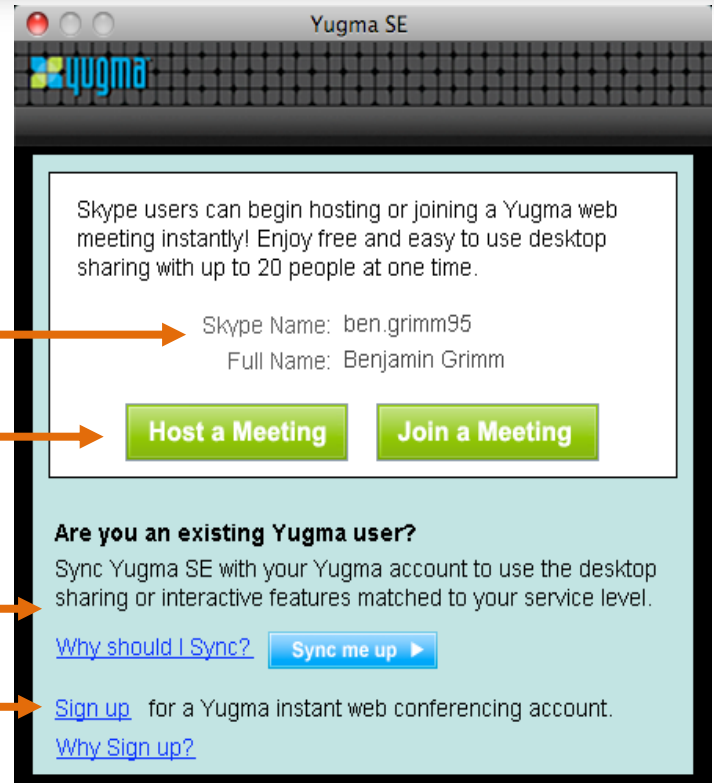 Yugma SE
yugma
Skype users can begin hosting or joining a Yugma web
meeting instantly! Enjoy free and easy to use desktop
sharing with up to 20 people at one time.
Skype Name: ben.grimm95
Full Name: Benjamin Grimm
Host a Meeting Join a Meeting
Are you an existing Yugma user?
Sync Yugma SE with your Yugma account to use the desktop
sharing or interactive features matched to your service level.
Why should I Sync? Sync me up
Sign up for a Yugma instant web conferencing account.
Why Sign up?